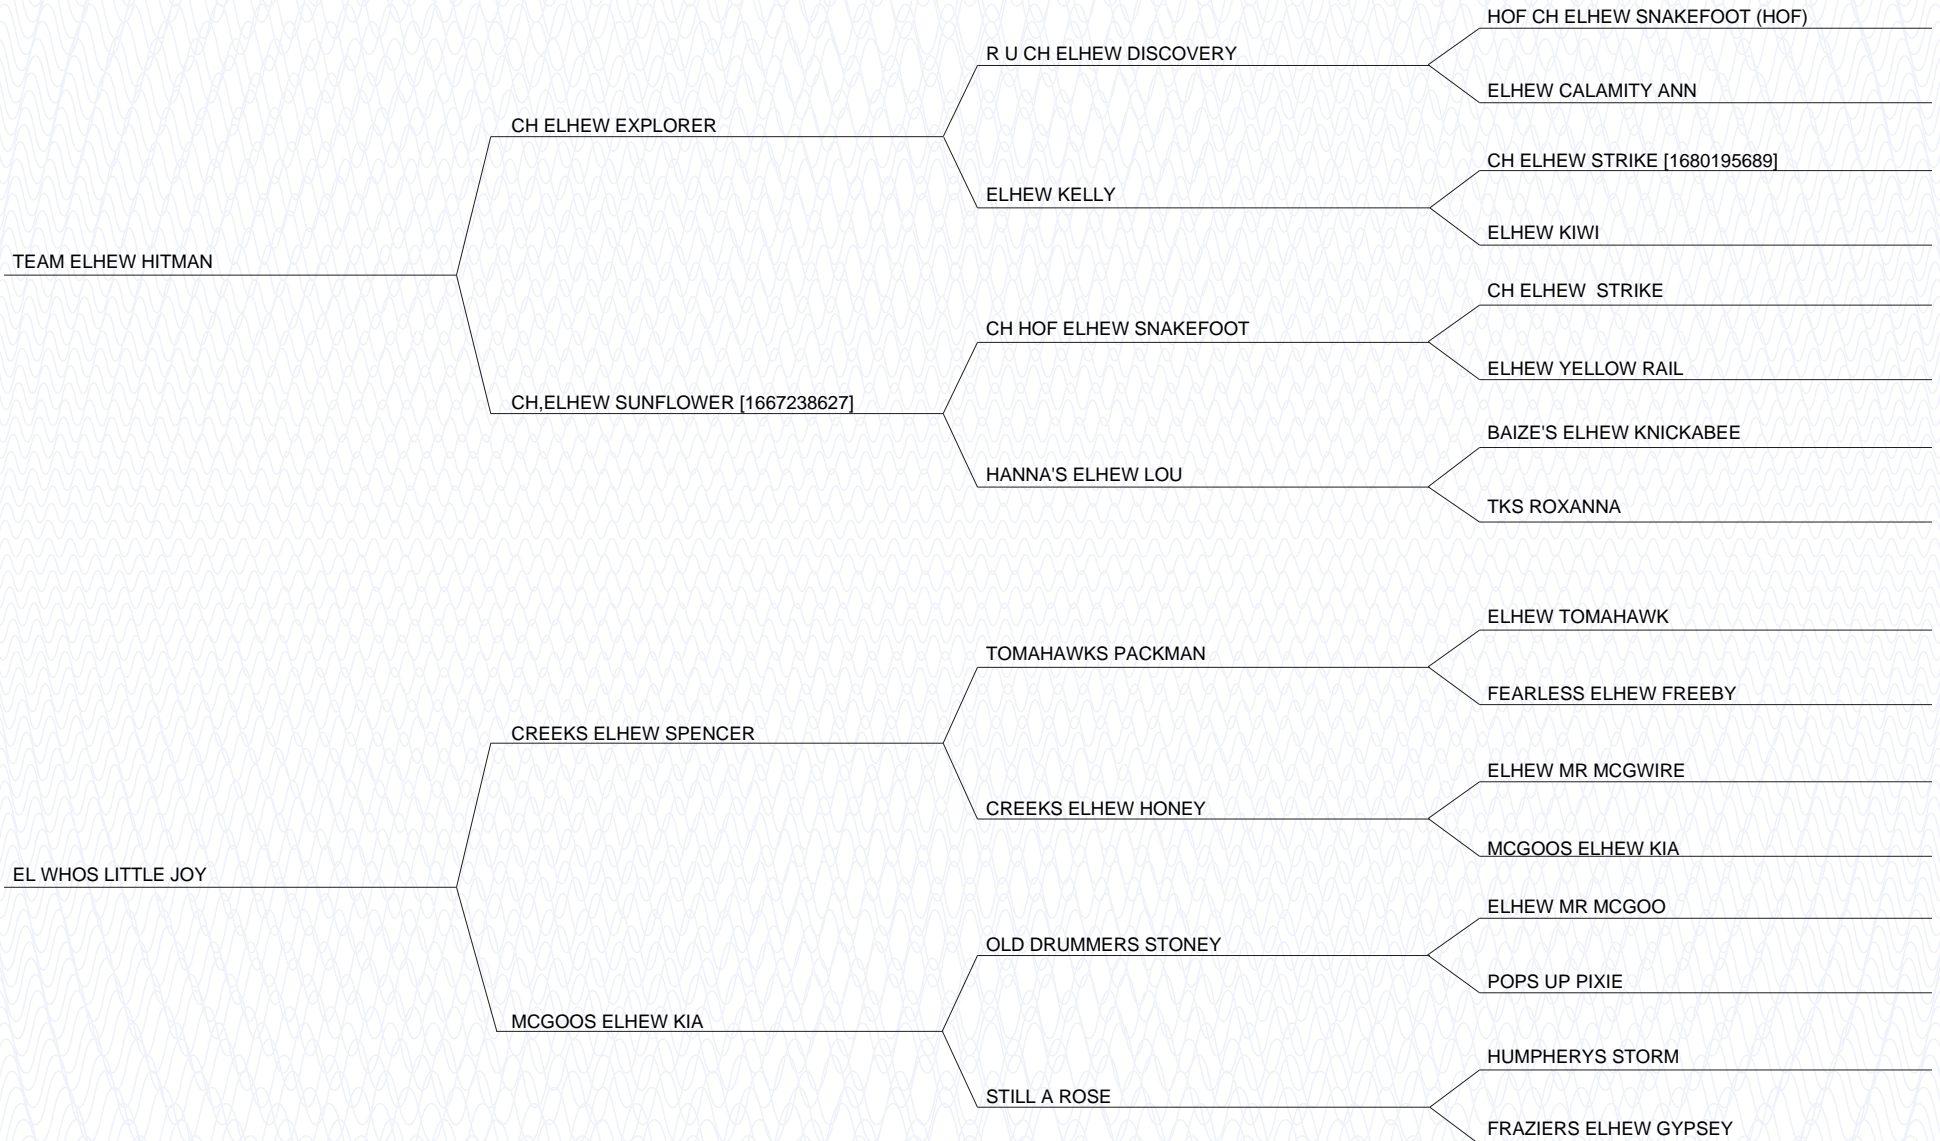 HOF CH ELHEW SNAKEFOOT (HOF)
R U CH ELHEW DISCOVERY
ELHEW CALAMITY ANN
CH ELHEW EXPLORER
CH ELHEW STRIKE [1680195689]
ELHEW KELLY
ELHEW KIWI
TEAM ELHEW HITMAN
CH ELHEW  STRIKE
CH HOF ELHEW SNAKEFOOT
ELHEW YELLOW RAIL
CH,ELHEW SUNFLOWER [1667238627]
BAIZE'S ELHEW KNICKABEE
HANNA'S ELHEW LOU
TKS ROXANNA
ELHEW TOMAHAWK
TOMAHAWKS PACKMAN
FEARLESS ELHEW FREEBY
CREEKS ELHEW SPENCER
ELHEW MR MCGWIRE
CREEKS ELHEW HONEY
MCGOOS ELHEW KIA
EL WHOS LITTLE JOY
ELHEW MR MCGOO
OLD DRUMMERS STONEY
POPS UP PIXIE
MCGOOS ELHEW KIA
HUMPHERYS STORM
STILL A ROSE
FRAZIERS ELHEW GYPSEY